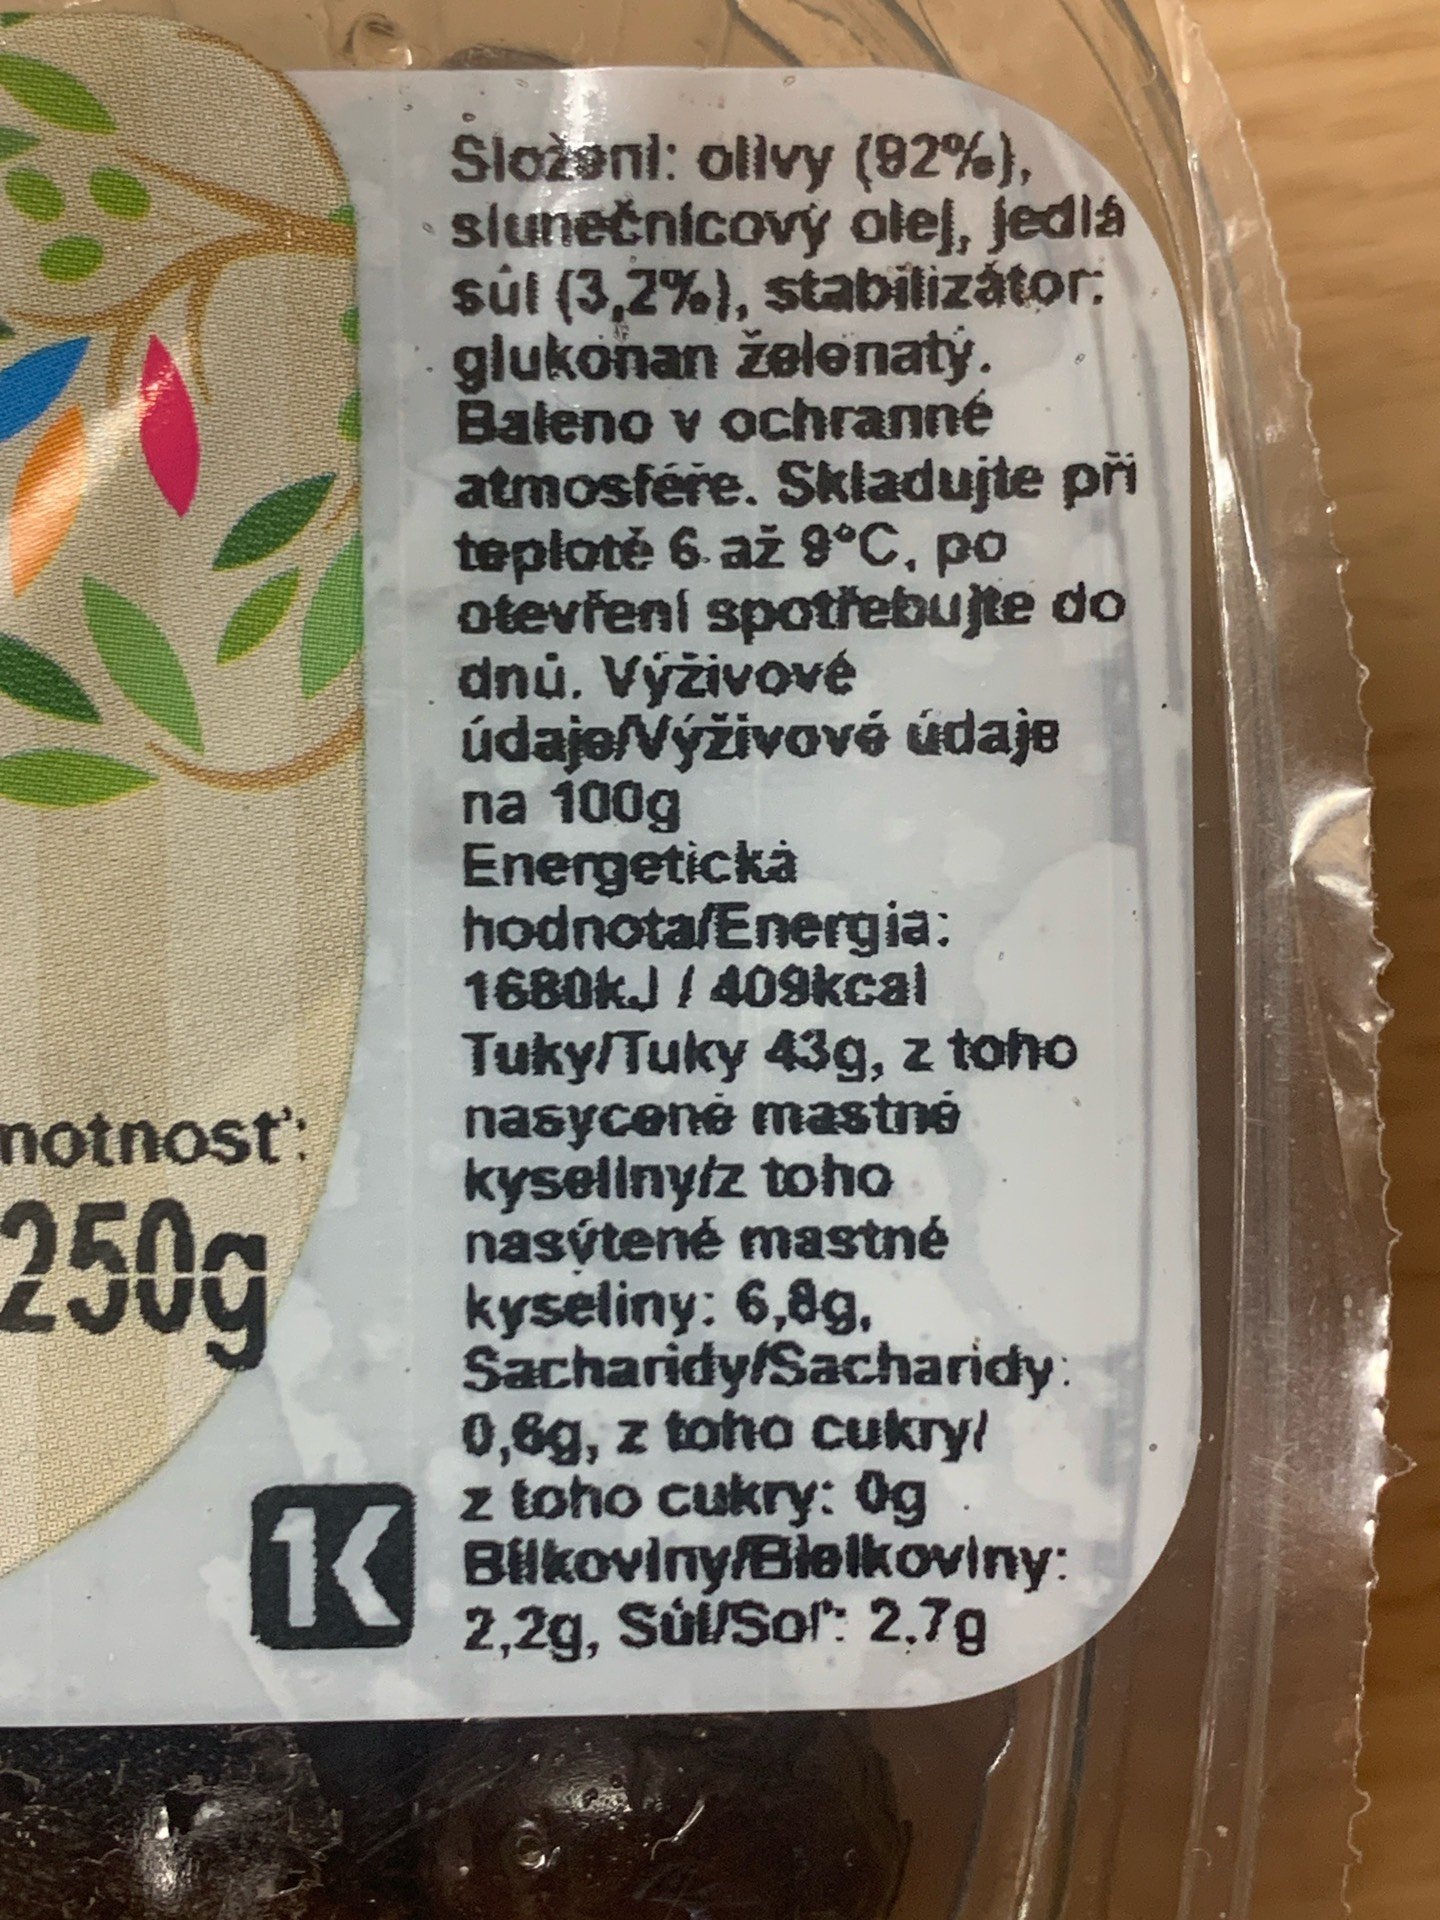 Složení: olivy (92%),
slunečnicový olej, jedlá
sůl (3,2%), stabilizátor:
glukonan železnatý.
Baleno v ochranné
atmosféře. Skladujte při
teplotě 6 až 9°C, po
otevření spotřebujte do
dnů. Výživové
údaje/Výživové údaje
na 100g
Energetická
hodnota/Energia:
1680kJ / 409kcal
Tuky/Tuky 43g, z toho
nasycené mastné
kyseliny/z toho
nasýtené mastné
kyseliny: 6,8g,
Sacharidy/Sacharidy:
0,6g, z toho cukry/
z toho cukry: 0g
Bílkoviny/Bielkoviny:
2,2g, Sůl/Soľ: 2,7g
motnosť:
250g
1K